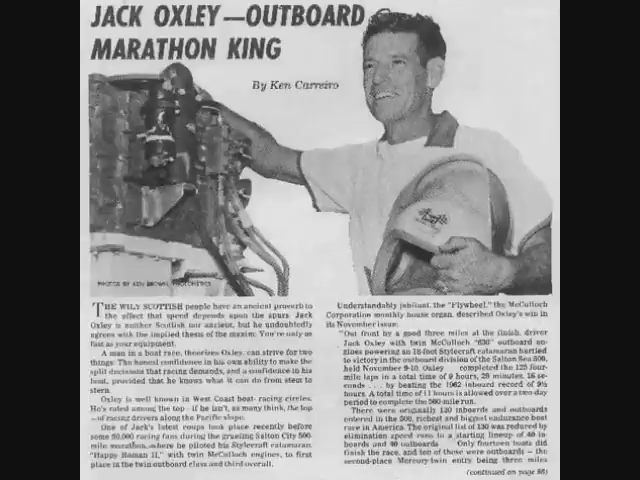 JACK OXLEY—OUTBOARD
MARATHON KING
By Ken Carreiro
PHOTOS BY KEN BROWN, PHOTOMETRICS
THE WILY SCOTTISH people have an ancient proverb to
the effect that speed depends upon the spurs. Jack
Oxley is neither Scottish nor ancient, but he undoubtedly
agrees with the implied thesis of the maxim: You're only as
fast as your equipment.
A man in a boat race, theorizes Oxley, can strive for two
things: The honest confidence in his own ability to make the
split decisions that racing demands, and a confidence in his
boat, provided that he knows what it can do from stem to
stern.
Oxley is well known in West Coast boat-racing circles.
He's rated among the top - if he isn't, as many think, the top
- of racing drivers along the Pacific slope.
One of Jack's latest coups took place recently before
some 50,000 racing fans during the grueling Salton City 500-
mile marathon, where he piloted his Stylecraft catamaran,
"Happy Haman II," with twin McCulloch engines, to first
place in the twin outboard class and third overall.
Understandably jubilant, the "Flywheel," the McCulloch
Corporation monthly house organ, described Oxley's win in
its November issue:
"Out front by a good three miles at the finish, driver
Jack Oxley with twin McCulloch "630" outboard en-
gines powering an 18-foot Stylecraft catamaran hurtled
to victory in the outboard division of the Salton Sea 500,
held November 9-10. Oxley completed the 125 four-
mile laps in a total time of 9 hours, 20 minutes, 16 se-
conds . . . by beating the 1962 inboard record of 9½
hours. A total time of 11 hours is allowed over a two-day
period to complete the 500 mile run.
There were originally 130 inboards and outboards
entered in the 500, richest and biggest endurance boat
race in America. The original list of 130 was reduced by
elimination speed runs to a starting lineup of 40 in-
boards and 40 outboards Only fourteen boats did
finish the race, and ten of these were outboards - the
second-place Mercury-twin entry being three miles
(continued on page 56)